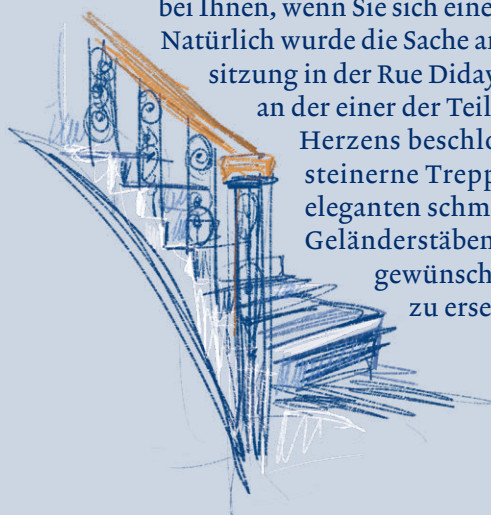 bei Ihnen, wenn Sie sich eine
Natürlich wurde die Sache an
sitzung in der Rue Diday
an der einer der Teil
Herzens beschlo
steinerne Trepp
eleganten schm
Geländerstäben
gewünsch
zu erse